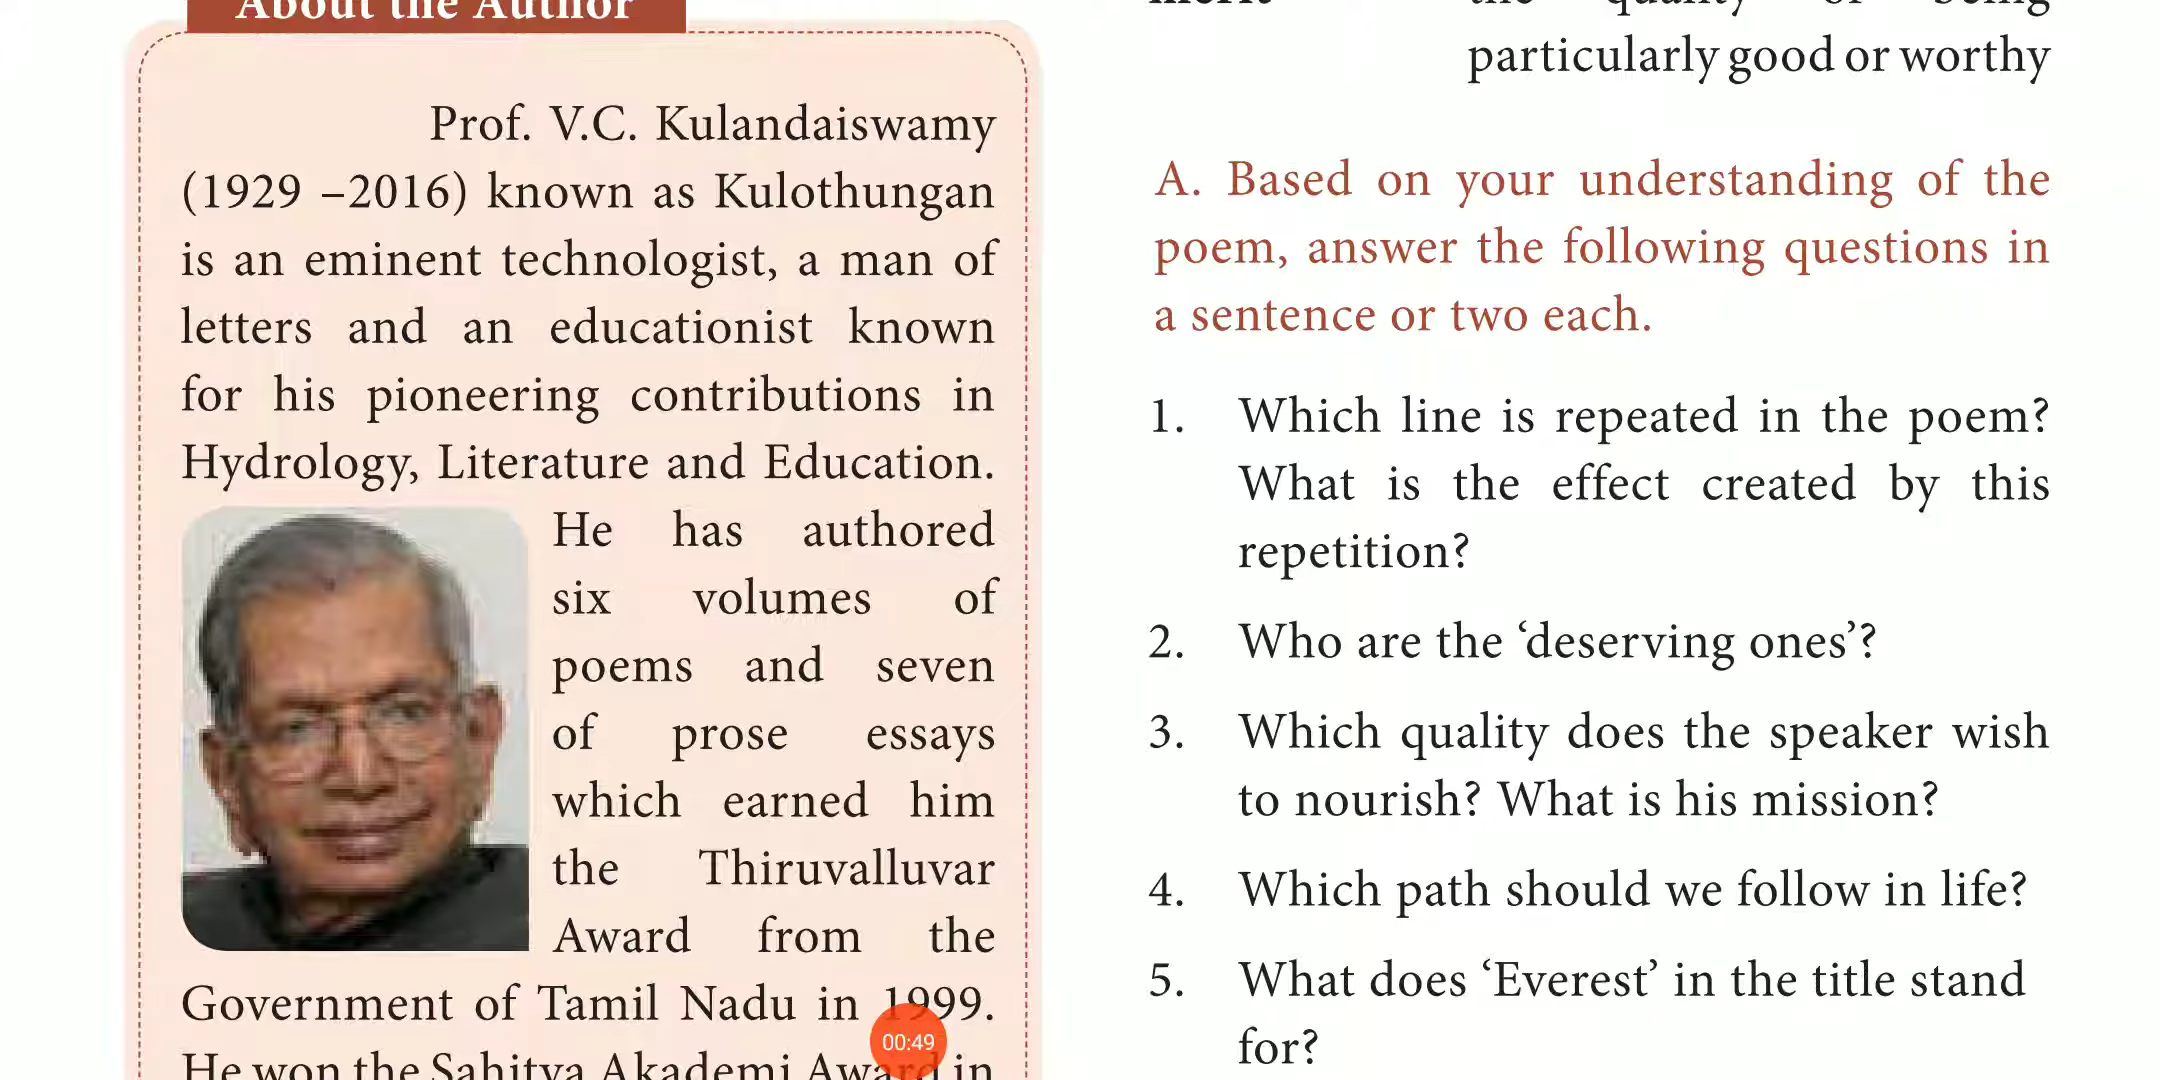 About the Author
Prof. V.C. Kulandaiswamy
(1929 –2016) known as Kulothungan
is an eminent technologist, a man of
letters and an educationist known
for his pioneering contributions in
Hydrology, Literature and Education.
He has authored
six volumes of
poems and seven
of prose essays
which earned him
the Thiruvalluvar
Award from the
Government of Tamil Nadu in 1999.
He won the Sahitya Akademi Award in
00:49
merit the quality of being
particularly good or worthy
A. Based on your understanding of the
poem, answer the following questions in
a sentence or two each.
1. Which line is repeated in the poem?
What is the effect created by this
repetition?
2. Who are the ‘deserving ones’?
3. Which quality does the speaker wish
to nourish? What is his mission?
4. Which path should we follow in life?
5. What does ‘Everest’ in the title stand
for?